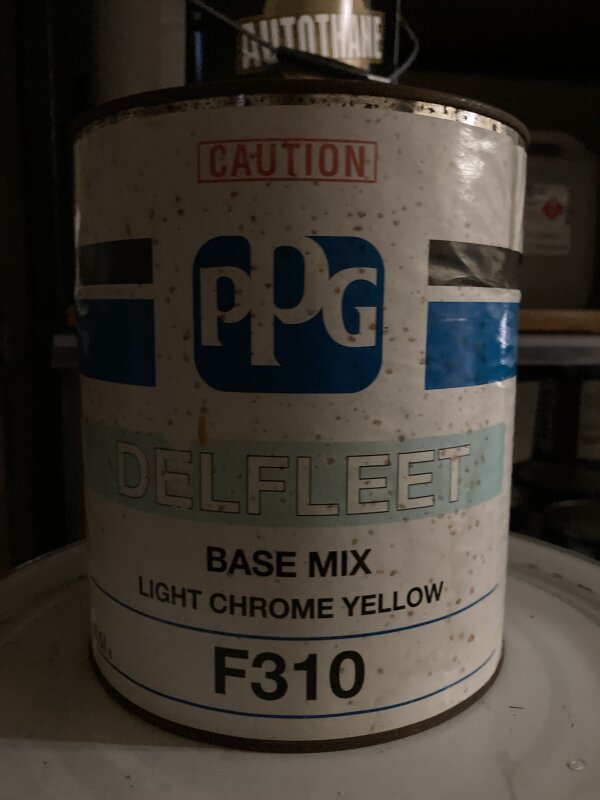 AUTOTHANE
CAUTION
PPG
DELFLEET
BASE MIX
LIGHT CHROME YELLOW
F310